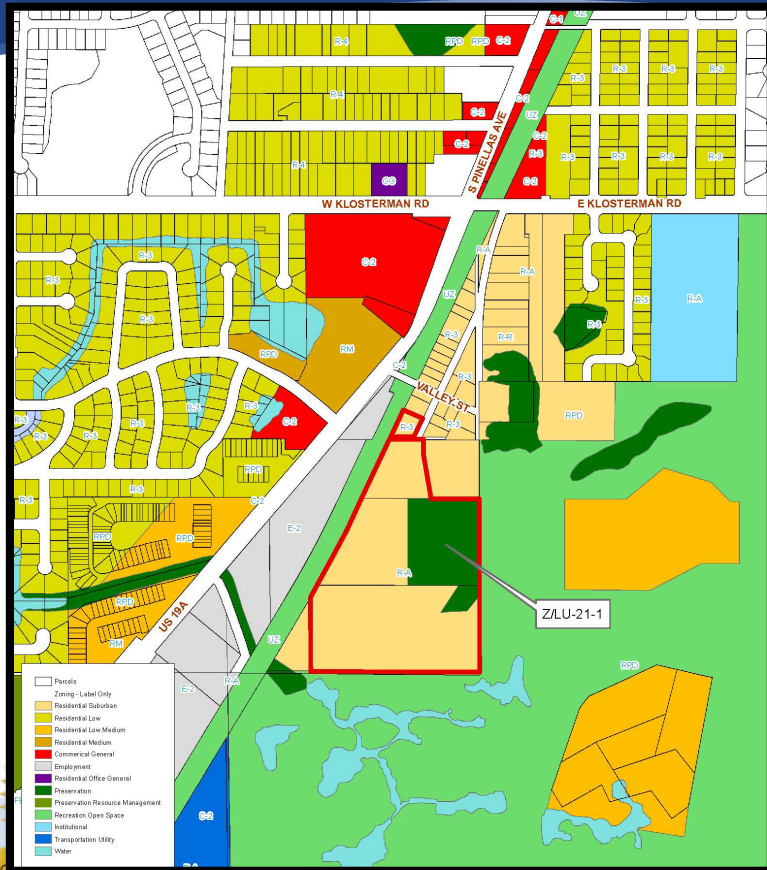 C-1
UZ
R-4
RPD
RPD
C-2
R-3
R-3
R-3
R-4
C-2
C-2
UZ
C-2
C-2
R-3
R-4
R-3
R-3
R-3
R-3
GO
C-2
S PINELLAS AVE
W KLOSTERMAN RD
E KLOSTERMAN RD
R-3
R-A
C-2
R-A
R-3
UZ
R-3
R-A
R-3
R-3
R-R
R-3
RPD
RM
C-2
R-3
VALLEY ST
R-3
R-3
C-2
R-3
R-3
R-3
R-3
R-3
R-3
RPD
RPD
R-3
C-2
E-2
RPD
RPD
R-A
RPD
Z/LU-21-1
US 19A
RM
UZ
RPD
R-A
E-2
C-2
Parcels
Zoning - Label Only
Residential Suburban
Residential Low
Residential Low Medium
Residential Medium
Commerical General
Employment
Residential Office General
Preservation
Preservation Resource Management
Recreation Open Space
Institutional
Transportation Utility
Water